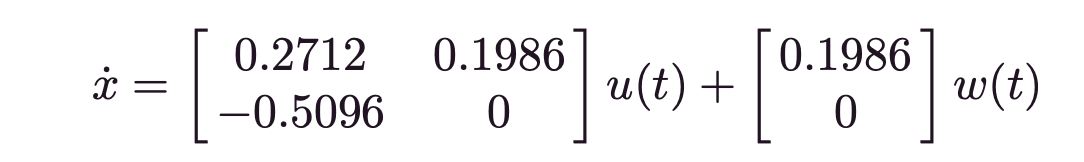 ẋ = [ 0.2712 0.1986 ; −0.5096 0 ] u(t) + [ 0.1986 ; 0 ] w(t)